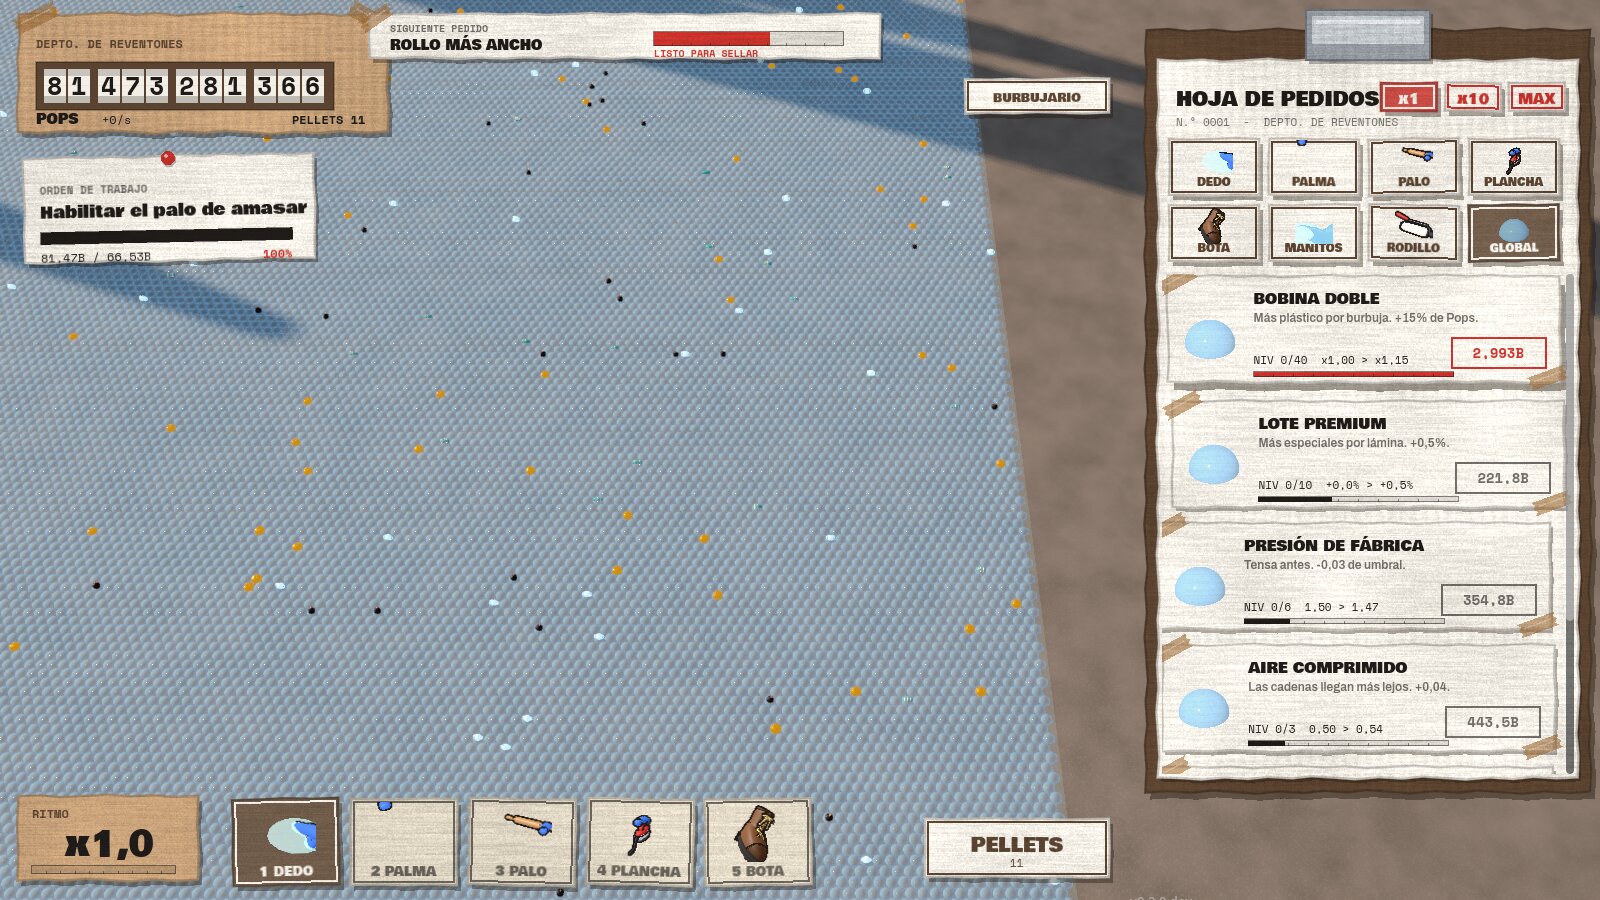 DEPTO. DE REVENTONES
81 473 281 366
POPS +0/s PELLETS 11
SIGUIENTE PEDIDO
ROLLO MÁS ANCHO
LISTO PARA SELLAR
ORDEN DE TRABAJO
Habilitar el palo de amasar
81.47B / 66.53B 100%
BURBUJARIO
HOJA DE PEDIDOS x1 x10 MAX
N.° 0001 - DEPTO. DE REVENTONES
DEDO PALMA PALO PLANCHA
BOTA MANITOS RODILLO GLOBAL
BOBINA DOBLE
Más plástico por burbuja. +15% de Pops.
NIV 0/40 x1.00 > x1.15 2,993B
LOTE PREMIUM
Más especiales por lámina. +0,5%.
NIV 0/10 +0.0% > +0.5% 221,8B
PRESIÓN DE FÁBRICA
Tensa antes. -0,03 de umbral.
NIV 0/6 1.50 > 1.47 354,8B
AIRE COMPRIMIDO
Las cadenas llegan más lejos. +0,04.
NIV 0/3 0.50 > 0.54 443,5B
RITMO
x1,0
1 DEDO 2 PALMA 3 PALO 4 PLANCHA 5 BOTA
PELLETS
11